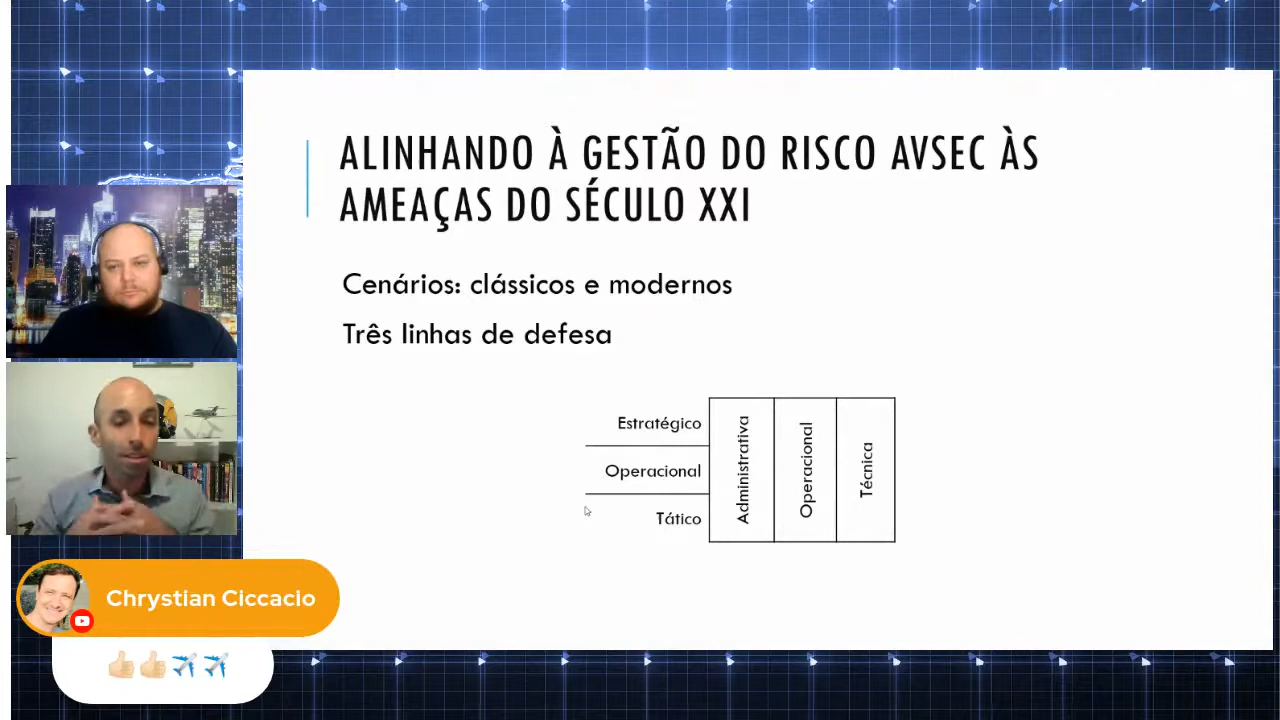 ALINHANDO À GESTÃO DO RISCO AVSEC ÀS
AMEAÇAS DO SÉCULO XXI
Cenários: clássicos e modernos
Três linhas de defesa
Estratégico
Operacional
Tático
Administrativa
Operacional
Técnica
Chrystian Ciccacio
👍🏻👍🏻✈️✈️